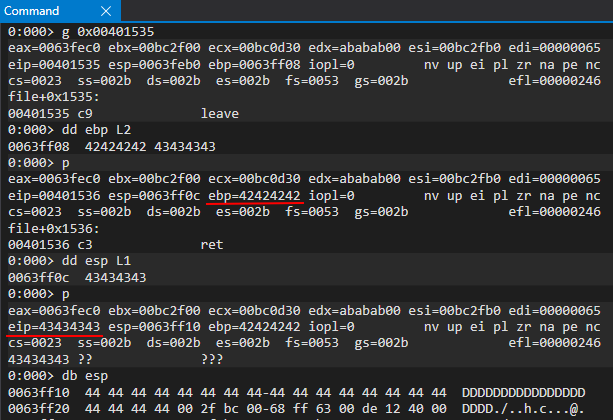 Command X
0:000> g 0x00401535
eax=0063fec0 ebx=00bc2f00 ecx=00bc0d30 edx=ababab00 esi=00bc2fb0 edi=00000065
eip=00401535 esp=0063feb0 ebp=0063ff08 iopl=0 nv up ei pl zr na pe nc
cs=0023 ss=002b ds=002b es=002b fs=0053 gs=002b efl=00000246
file+0x1535:
00401535 c9 leave
0:000> dd ebp L2
0063ff08 42424242 43434343
0:000> p
eax=0063fec0 ebx=00bc2f00 ecx=00bc0d30 edx=ababab00 esi=00bc2fb0 edi=00000065
eip=00401536 esp=0063ff0c ebp=42424242 iopl=0 nv up ei pl zr na pe nc
cs=0023 ss=002b ds=002b es=002b fs=0053 gs=002b efl=00000246
file+0x1536:
00401536 c3 ret
0:000> dd esp L1
0063ff0c 43434343
0:000> p
eax=0063fec0 ebx=00bc2f00 ecx=00bc0d30 edx=ababab00 esi=00bc2fb0 edi=00000065
eip=43434343 esp=0063ff10 ebp=42424242 iopl=0 nv up ei pl zr na pe nc
cs=0023 ss=002b ds=002b es=002b fs=0053 gs=002b efl=00000246
43434343 ?? ???
0:000> db esp
0063ff10 44 44 44 44 44 44 44 44-44 44 44 44 44 44 44 44 DDDDDDDDDDDDDDDD
0063ff20 44 44 44 44 00 2f bc 00-68 ff 63 00 de 12 40 00 DDDD./..h.c...@.